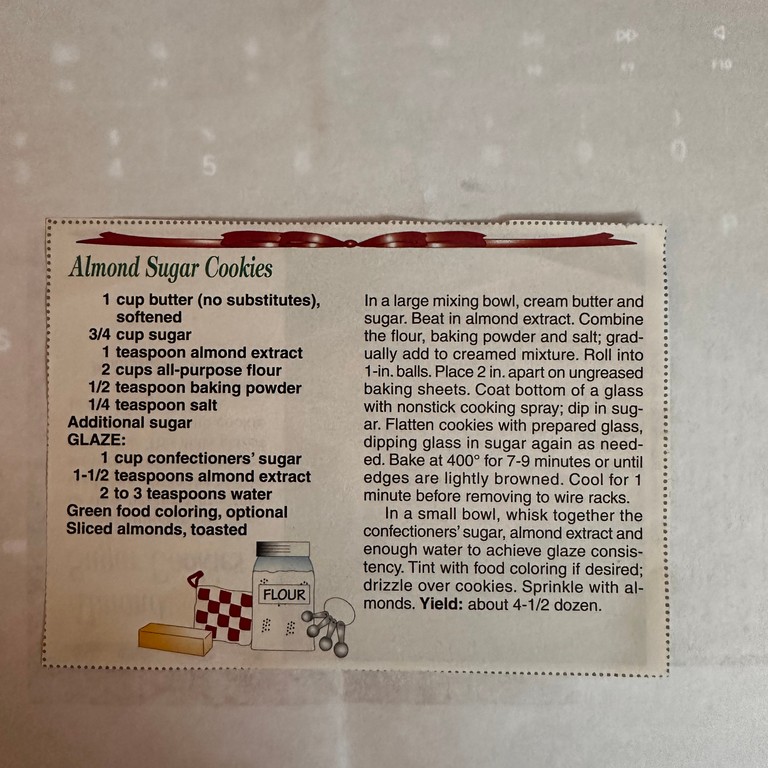 Almond Sugar Cookies
1 cup butter (no substitutes),
softened
3/4 cup sugar
1 teaspoon almond extract
2 cups all-purpose flour
1/2 teaspoon baking powder
1/4 teaspoon salt
Additional sugar
GLAZE:
1 cup confectioners' sugar
1-1/2 teaspoons almond extract
2 to 3 teaspoons water
Green food coloring, optional
Sliced almonds, toasted
FLOUR
In a large mixing bowl, cream butter and
sugar. Beat in almond extract. Combine
the flour, baking powder and salt; grad-
ually add to creamed mixture. Roll into
1-in. balls. Place 2 in. apart on ungreased
baking sheets. Coat bottom of a glass
with nonstick cooking spray; dip in sug-
ar. Flatten cookies with prepared glass,
dipping glass in sugar again as need-
ed. Bake at 400° for 7-9 minutes or until
edges are lightly browned. Cool for 1
minute before removing to wire racks.
In a small bowl, whisk together the
confectioners' sugar, almond extract and
enough water to achieve glaze consis-
tency. Tint with food coloring if desired;
drizzle over cookies. Sprinkle with al-
monds. Yield: about 4-1/2 dozen.
F10
4
5
0